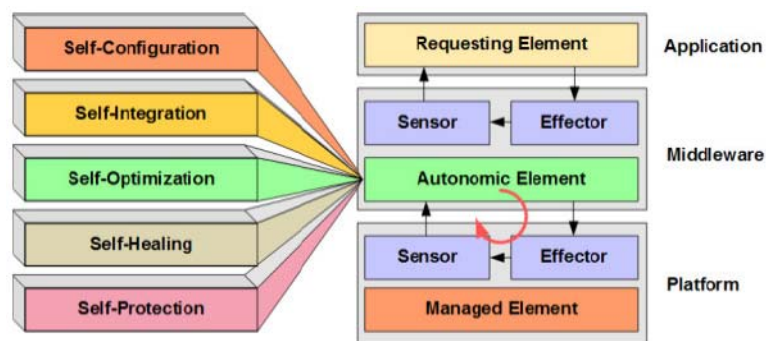 Self-Configuration
Self-Integration
Self-Optimization
Self-Healing
Self-Protection
Requesting Element
Application
Sensor
Effector
Middleware
Autonomic Element
Sensor
Effector
Platform
Managed Element